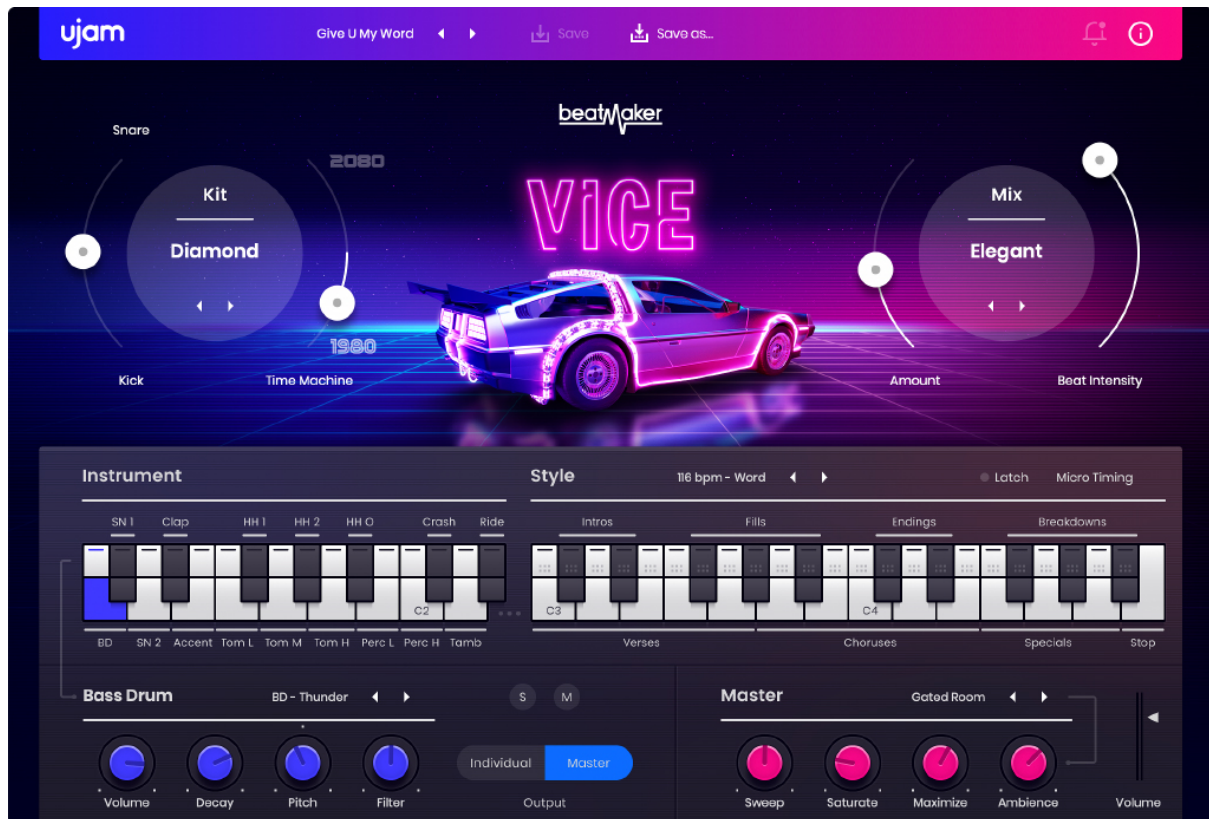 ujam
Give U My Word
Save
Save as...
beatMaker
VICE
Snare
2080
Kit
Diamond
1980
Kick
Time Machine
Mix
Elegant
Amount
Beat Intensity
Instrument
Style
116 bpm - Word
Latch
Micro Timing
SN 1 Clap HH 1 HH 2 HH O Crash Ride
Intros Fills Endings Breakdowns
C2 C3 C4
BD SN 2 Accent Tom L Tom M Tom H Perc L Perc H Tamb
Verses Choruses Specials Stop
Bass Drum
BD - Thunder
S M
Master
Gated Room
Individual Master
Volume Decay Pitch Filter
Output
Sweep Saturate Maximize Ambience
Volume